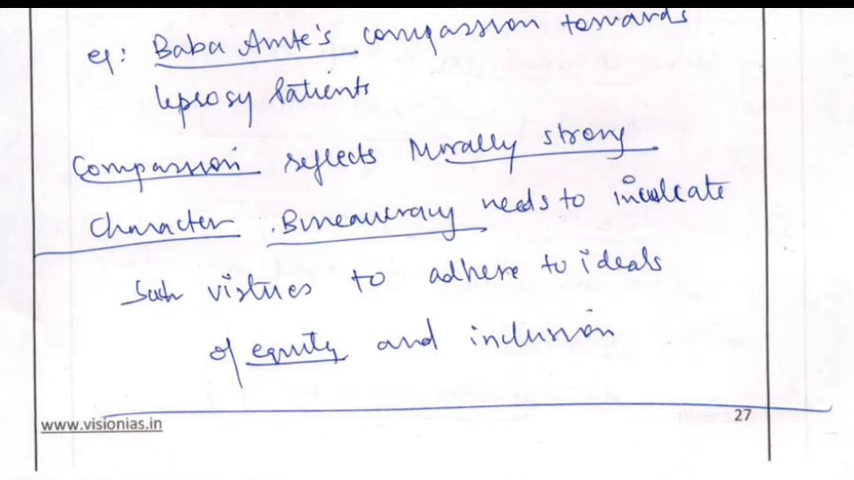 eg: Baba Amte's compassion towards
leprosy Patients
Compassion reflects Morally strong
Character. Bureaucracy needs to inculcate
Such virtues to adhere to ideals
of equity and inclusion
www.visionias.in
27